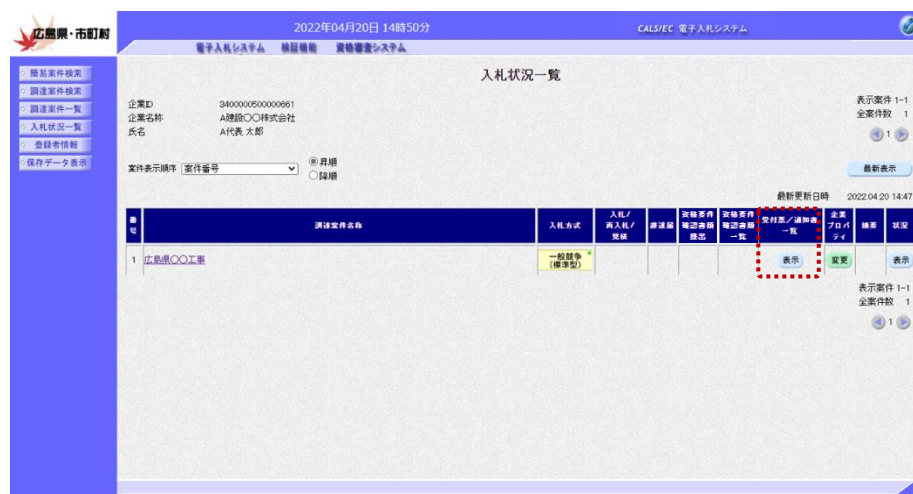 広島県・市町村
2022年04月20日 14時50分
CALS/EC 電子入札システム
電子入札システム 検証機能 資格審査システム
簡易案件検索
調達案件検索
調達案件一覧
入札状況一覧
登録者情報
保存データ表示
入札状況一覧
企業ID 3400000500000661
企業名称 A建設〇〇株式会社
氏名 A代表 太郎
表示案件 1-1
全案件数 1
1
案件表示順序 案件番号
昇順
降順
最新表示
最新更新日時 2022.04.20 14:47
番号 調達案件名称 入札方式 入札/再入札/見積 辞退届 資格要件確認書類提出 資格要件確認書類一覧 受付票/通知書一覧 企業プロパティ 摘要 状況
1 広島県〇〇工事 一般競争(標準型) 表示 変更 表示
表示案件 1-1
全案件数 1
1